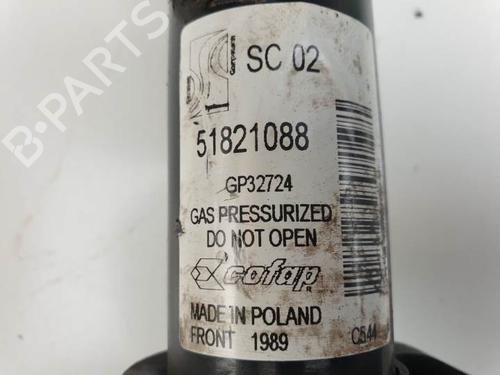 SC 02
51821088
GP32724
GAS PRESSURIZED
DO NOT OPEN
cofap
MADE IN POLAND
FRONT 1989 C544
B-PARTS